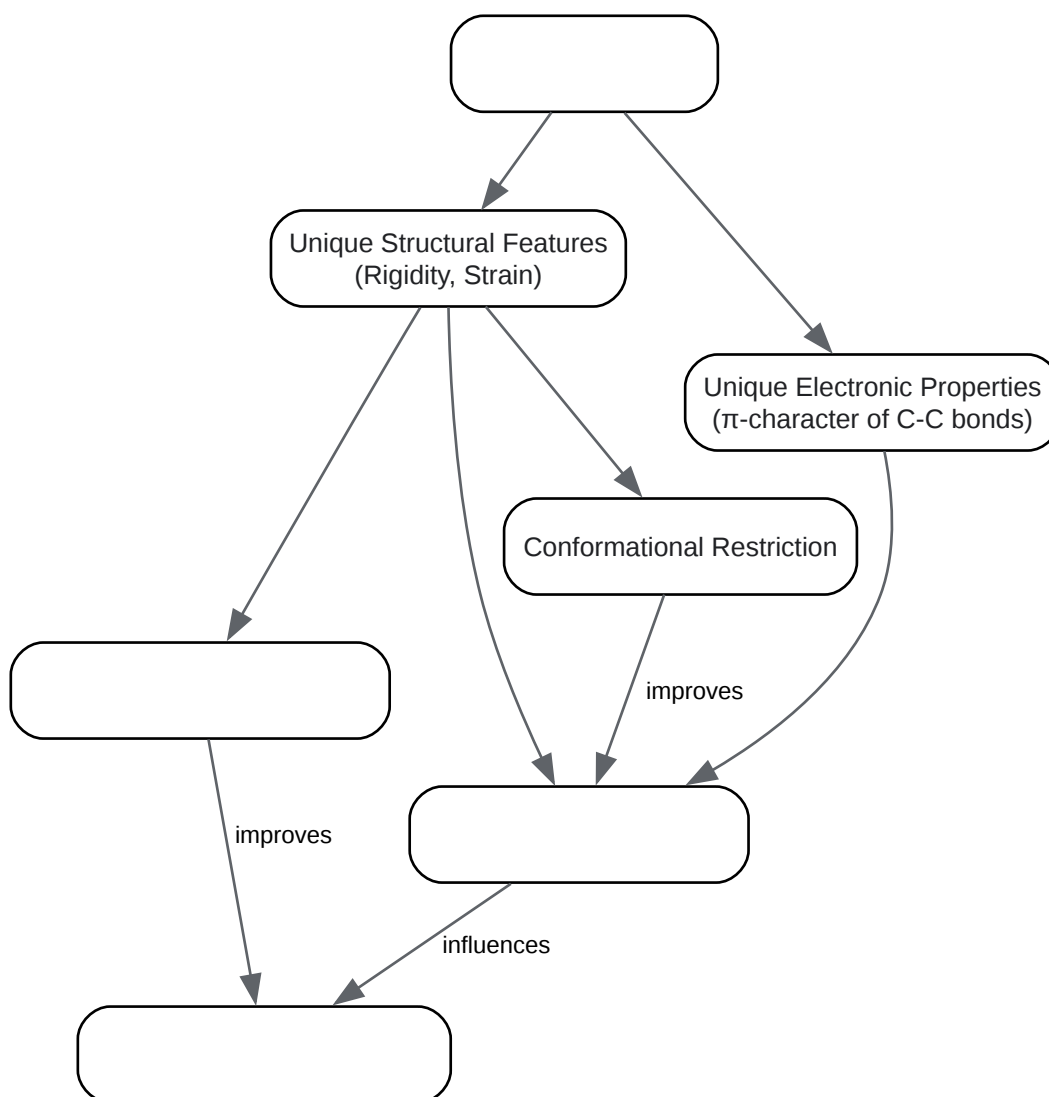 Unique Structural Features
(Rigidity, Strain)
Unique Electronic Properties
(π-character of C-C bonds)
Conformational Restriction
improves
improves
influences